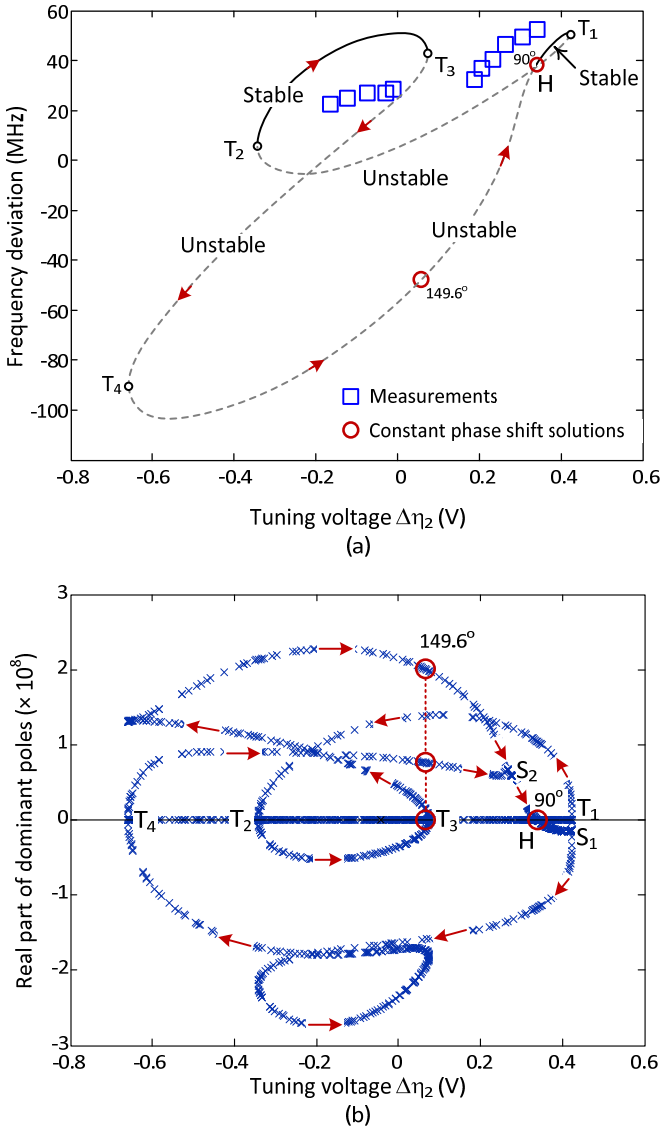 60
40
20
0
-20
-40
-60
-80
-100
Frequency deviation (MHz)
T1
90°
H
Stable
T3
Stable
T2
Unstable
Unstable
Unstable
149.6°
T4
Measurements
Constant phase shift solutions
-0.8 -0.6 -0.4 -0.2 0 0.2 0.4 0.6
Tuning voltage Δη₂ (V)
(a)
3
2
1
0
-1
-2
-3
Real part of dominant poles (× 10⁸)
149.6°
S₂
90°
T₁
T₄ T₂ T₃
H
S₁
-0.8 -0.6 -0.4 -0.2 0 0.2 0.4 0.6
Tuning voltage Δη₂ (V)
(b)